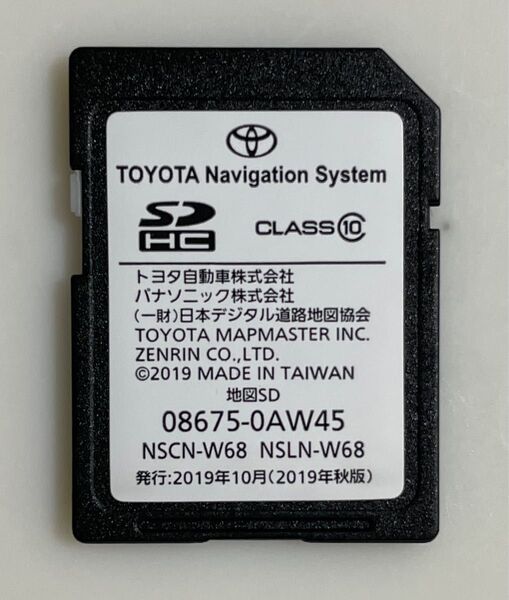 TOYOTA Navigation System
SD HC CLASS 10
トヨタ自動車株式会社
パナソニック株式会社
(一財)日本デジタル道路地図協会
TOYOTA MAPMASTER INC.
ZENRIN CO.,LTD.
©2019 MADE IN TAIWAN
地図SD
08675-0AW45
NSCN-W68 NSLN-W68
発行:2019年10月(2019年秋版)